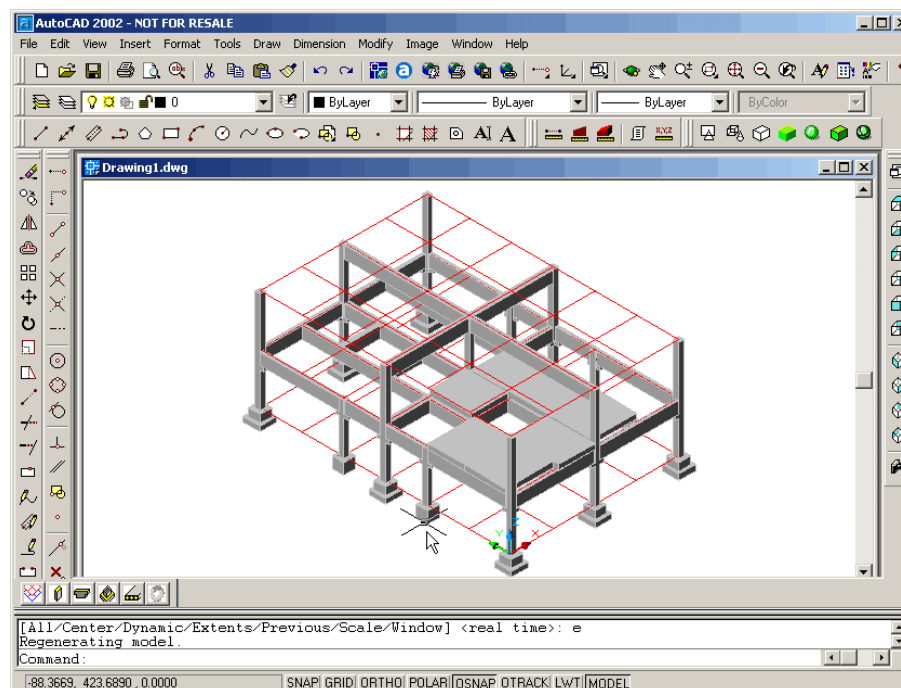 AutoCAD 2002 - NOT FOR RESALE
File Edit View Insert Format Tools Draw Dimension Modify Image Window Help
0 ByLayer ByLayer ByLayer ByColor
A A X,Y,Z
Drawing1.dwg
Z
Y X
[All/Center/Dynamic/Extents/Previous/Scale/Window] <real time>: e
Regenerating model.
Command:
-88.3669, 423.6890 , 0.0000 SNAP GRID ORTHO POLAR OSNAP OTRACK LWT MODEL